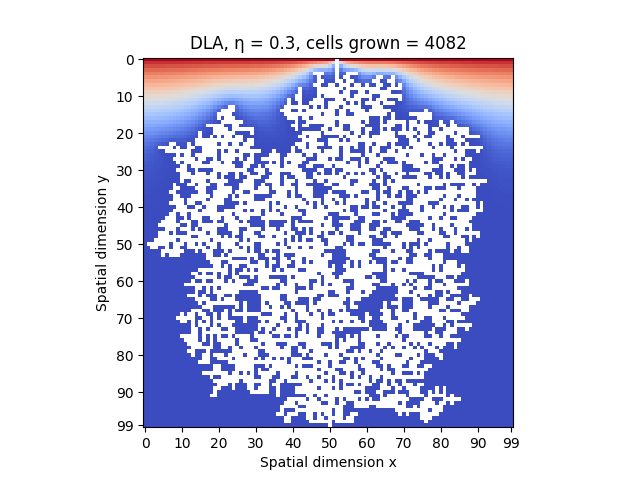 DLA, η = 0.3, cells grown = 4082
0
10
20
30
40
50
60
70
80
90
99
Spatial dimension y
0 10 20 30 40 50 60 70 80 90 99
Spatial dimension x